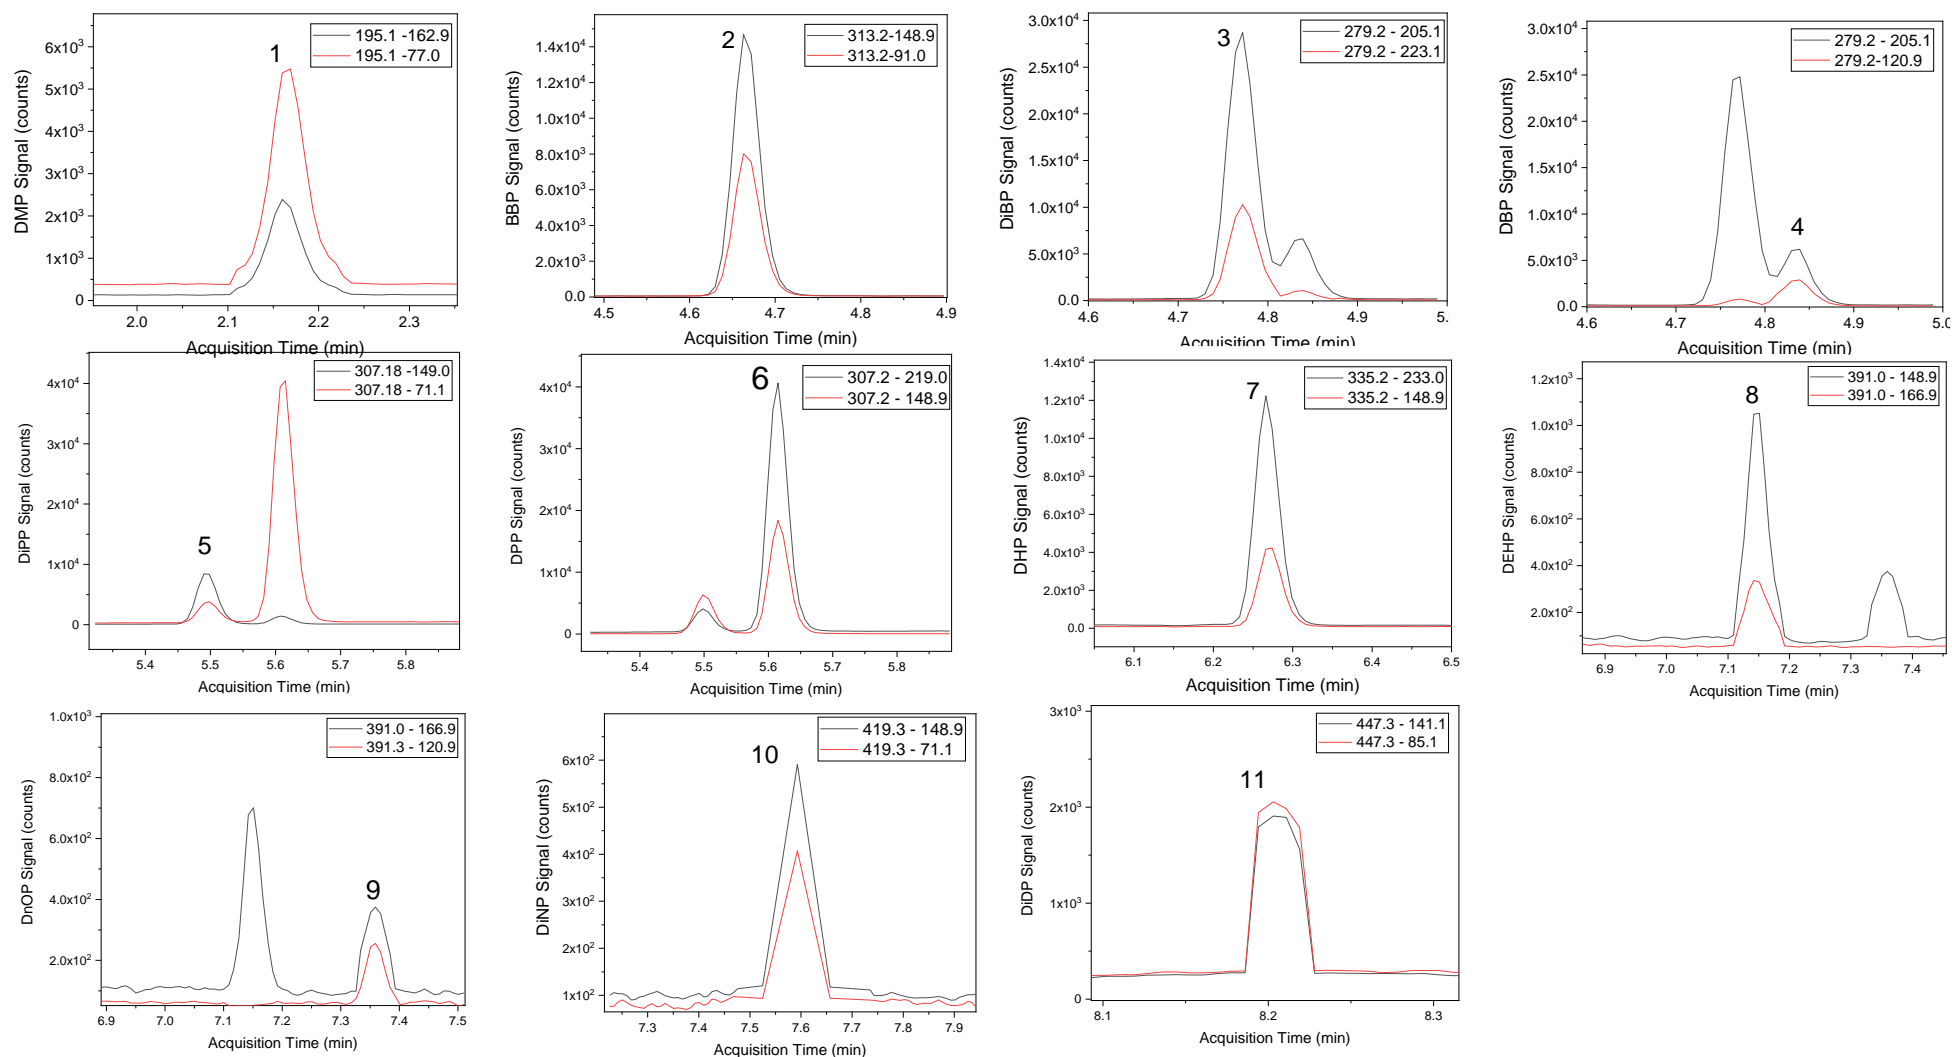 DMP Signal (counts)
6x10³
5x10³
4x10³
3x10³
2x10³
1x10³
0
1
195.1 -162.9
195.1 -77.0
2.0 2.1 2.2 2.3
Acquisition Time (min)
BBP Signal (counts)
1.4x10⁴
1.2x10⁴
1.0x10⁴
8.0x10³
6.0x10³
4.0x10³
2.0x10³
0.0
2
313.2-148.9
313.2-91.0
4.5 4.6 4.7 4.8 4.9
Acquisition Time (min)
DiBP Signal (counts)
3.0x10⁴
2.5x10⁴
2.0x10⁴
1.5x10⁴
1.0x10⁴
5.0x10³
0.0
3
279.2 - 205.1
279.2 - 223.1
4.6 4.7 4.8 4.9 5.
Acquisition Time (min)
DBP Signal (counts)
3.0x10⁴
2.5x10⁴
2.0x10⁴
1.5x10⁴
1.0x10⁴
5.0x10³
0.0
4
279.2 - 205.1
279.2-120.9
4.6 4.7 4.8 4.9 5.0
Acquisition Time (min)
DiPP Signal (counts)
4x10⁴
3x10⁴
2x10⁴
1x10⁴
0
5
307.18 -149.0
307.18 - 71.1
5.4 5.5 5.6 5.7 5.8
Acquisition Time (min)
DPP Signal (counts)
4x10⁴
3x10⁴
2x10⁴
1x10⁴
0
6
307.2 - 219.0
307.2 - 148.9
5.4 5.5 5.6 5.7 5.8
Acquisition Time (min)
DHP Signal (counts)
1.4x10⁴
1.2x10⁴
1.0x10⁴
8.0x10³
6.0x10³
4.0x10³
2.0x10³
0.0
7
335.2 - 233.0
335.2 - 148.9
6.1 6.2 6.3 6.4 6.5
Acquisition Time (min)
DEHP Signal (counts)
1.2x10³
1.0x10³
8.0x10²
6.0x10²
4.0x10²
2.0x10²
8
391.0 - 148.9
391.0 - 166.9
6.9 7.0 7.1 7.2 7.3 7.4
Acquisition Time (min)
DnOP Signal (counts)
1.0x10³
8.0x10²
6.0x10²
4.0x10²
2.0x10²
9
391.0 - 166.9
391.3 - 120.9
6.9 7.0 7.1 7.2 7.3 7.4 7.5
Acquisition Time (min)
DiNP Signal (counts)
6x10²
5x10²
4x10²
3x10²
2x10²
1x10²
10
419.3 - 148.9
419.3 - 71.1
7.3 7.4 7.5 7.6 7.7 7.8 7.9
Acquisition Time (min)
DiDP Signal (counts)
3x10³
2x10³
1x10³
0
11
447.3 - 141.1
447.3 - 85.1
8.1 8.2 8.3
Acquisition Time (min)